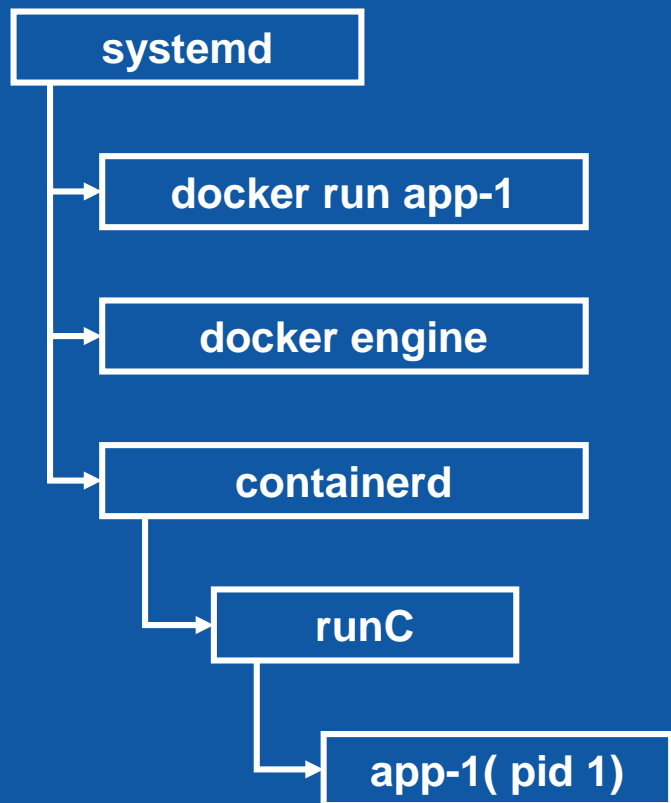 systemd
docker run app-1
docker engine
containerd
runC
app-1( pid 1)